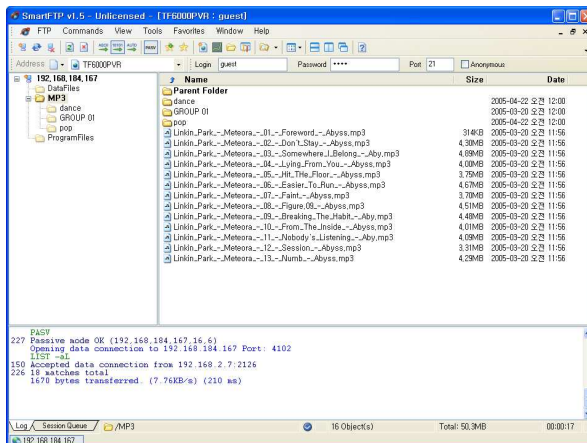 SmartFTP v1.5 - Unlicensed - [TF6000PVR : guest]
FTP Commands View Tools Favorites Window Help
Address TF6000PVR Login guest Password **** Port 21 Anonymous
192,168,184,167
DataFiles
MP3
dance
GROUP 01
pop
ProgramFiles
Name Size Date
Parent Folder
dance 2005-04-22 오전 12:00
GROUP 01 2005-03-20 오전 12:00
pop 2005-04-22 오전 12:00
Linkin_Park_-_Meteora_-_01_-_Foreword_-_Abyss,mp3 314KB 2005-03-20 오전 11:56
Linkin_Park_-_Meteora_-_02_-_Don't_Stay_-_Abyss,mp3 4,30MB 2005-03-20 오전 11:56
Linkin_Park_-_Meteora_-_03_-_Somewhere_I_Belong_-_Aby,mp3 4,89MB 2005-03-20 오전 11:56
Linkin_Park_-_Meteora_-_04_-_Lying_From_You_-_Abyss,mp3 4,00MB 2005-03-20 오전 11:56
Linkin_Park_-_Meteora_-_05_-_Hit_THe_Floor_-_Abyss,mp3 3,75MB 2005-03-20 오전 11:56
Linkin_Park_-_Meteora_-_06_-_Easier_To_Run_-_Abyss,mp3 4,67MB 2005-03-20 오전 11:56
Linkin_Park_-_Meteora_-_07_-_Faint_-_Abyss,mp3 3,70MB 2005-03-20 오전 11:56
Linkin_Park_-_Meteora_-_08_-_Figure,09_-_Abyss,mp3 4,51MB 2005-03-20 오전 11:56
Linkin_Park_-_Meteora_-_09_-_Breaking_The_Habit_-_Aby,mp3 4,48MB 2005-03-20 오전 11:56
Linkin_Park_-_Meteora_-_10_-_From_The_Inside_-_Abyss,mp3 4,01MB 2005-03-20 오전 11:56
Linkin_Park_-_Meteora_-_11_-_Nobody's_Listening_-_Aby,mp3 4,09MB 2005-03-20 오전 11:56
Linkin_Park_-_Meteora_-_12_-_Session_-_Abyss,mp3 3,31MB 2005-03-20 오전 11:56
Linkin_Park_-_Meteora_-_13_-_Numb_-_Abyss,mp3 4,29MB 2005-03-20 오전 11:56
PASV
227 Passive mode OK (192,168,184,167,16,6)
Opening data connection to 192.168.184.167 Port: 4102
LIST -aL
150 Accepted data connection from 192.168.2.7:2126
226 18 matches total
1670 bytes transferred. (7.76KB/s) (210 ms)
Log Session Queue /MP3 16 Object(s) Total: 50,3MB 00:00:17
192,168,184,167